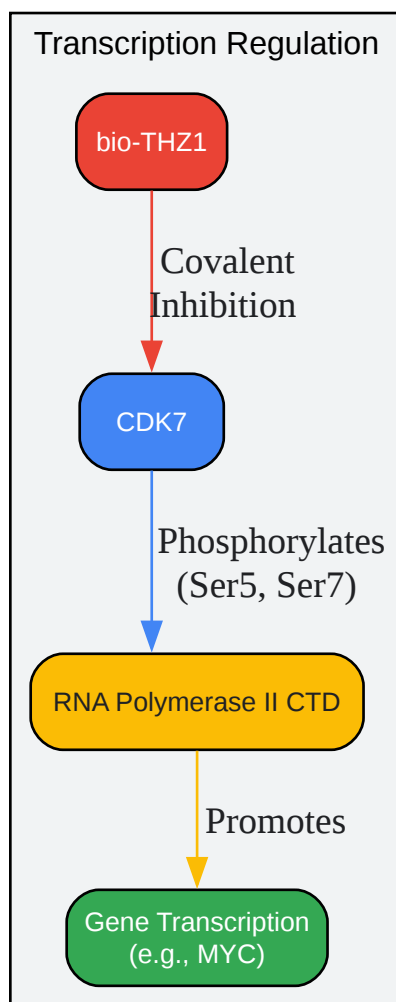 Transcription Regulation
bio-THZ1
Covalent
Inhibition
CDK7
Phosphorylates
(Ser5, Ser7)
RNA Polymerase II CTD
Promotes
Gene Transcription
(e.g., MYC)